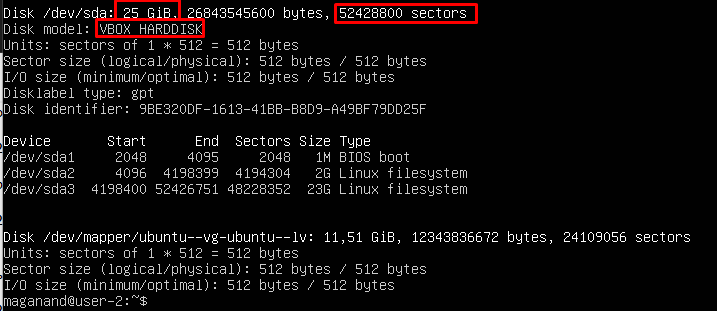 Disk /dev/sda: 25 GiB, 26843545600 bytes, 52428800 sectors
Disk model: VBOX HARDDISK
Units: sectors of 1 * 512 = 512 bytes
Sector size (logical/physical): 512 bytes / 512 bytes
I/O size (minimum/optimal): 512 bytes / 512 bytes
Disklabel type: gpt
Disk identifier: 9BE320DF-1613-41BB-B8D9-A49BF79DD25F
Device Start End Sectors Size Type
/dev/sda1 2048 4095 2048 1M BIOS boot
/dev/sda2 4096 4198399 4194304 2G Linux filesystem
/dev/sda3 4198400 52426751 48228352 23G Linux filesystem
Disk /dev/mapper/ubuntu--vg-ubuntu--lv: 11,51 GiB, 12343836672 bytes, 24109056 sectors
Units: sectors of 1 * 512 = 512 bytes
Sector size (logical/physical): 512 bytes / 512 bytes
I/O size (minimum/optimal): 512 bytes / 512 bytes
maganand@user-2:~$